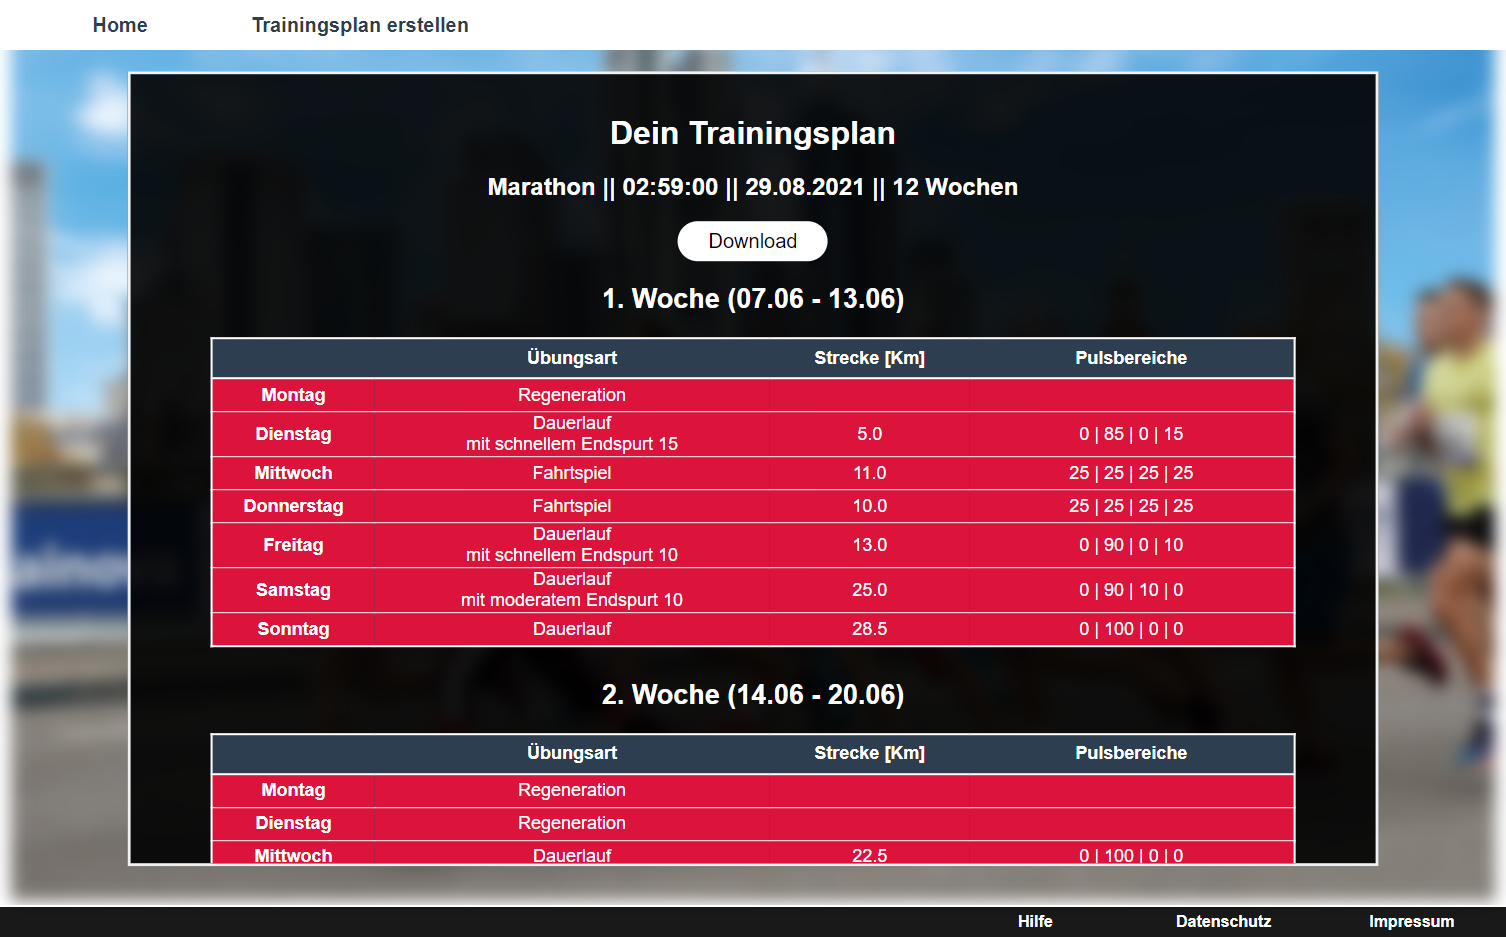 Home Trainingsplan erstellen
Dein Trainingsplan
Marathon || 02:59:00 || 29.08.2021 || 12 Wochen
Download
1. Woche (07.06 - 13.06)
Übungsart Strecke [Km] Pulsbereiche
Montag Regeneration
Dienstag Dauerlauf
mit schnellem Endspurt 15 5.0 0 | 85 | 0 | 15
Mittwoch Fahrtspiel 11.0 25 | 25 | 25 | 25
Donnerstag Fahrtspiel 10.0 25 | 25 | 25 | 25
Freitag Dauerlauf
mit schnellem Endspurt 10 13.0 0 | 90 | 0 | 10
Samstag Dauerlauf
mit moderatem Endspurt 10 25.0 0 | 90 | 10 | 0
Sonntag Dauerlauf 28.5 0 | 100 | 0 | 0
2. Woche (14.06 - 20.06)
Übungsart Strecke [Km] Pulsbereiche
Montag Regeneration
Dienstag Regeneration
Mittwoch Dauerlauf 22.5 0 | 100 | 0 | 0
Hilfe Datenschutz Impressum